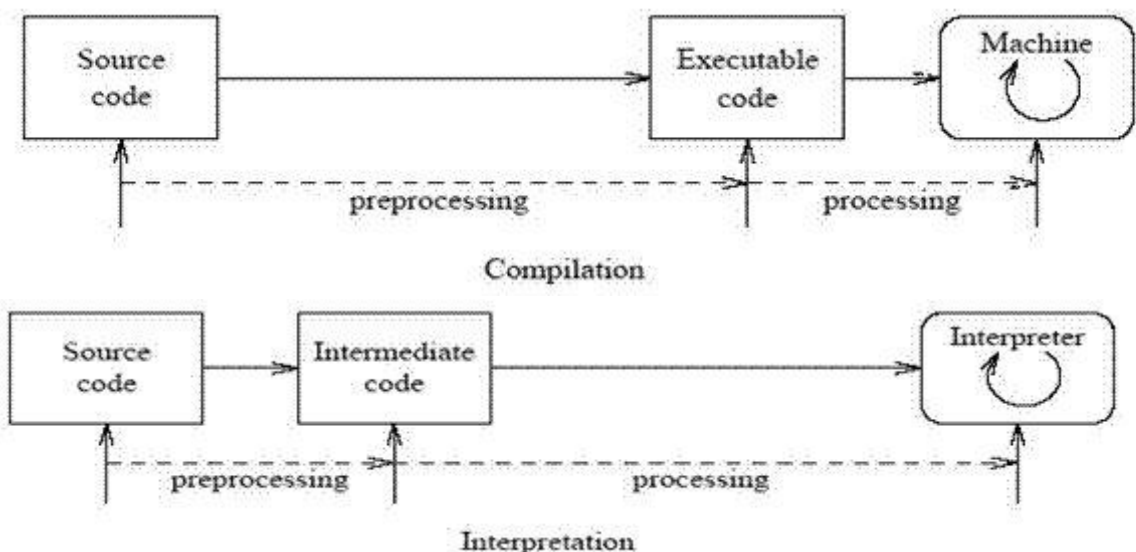 Source
code
Executable
code
Machine
preprocessing
processing
Compilation
Source
code
Intermediate
code
Interpreter
preprocessing
processing
Interpretation